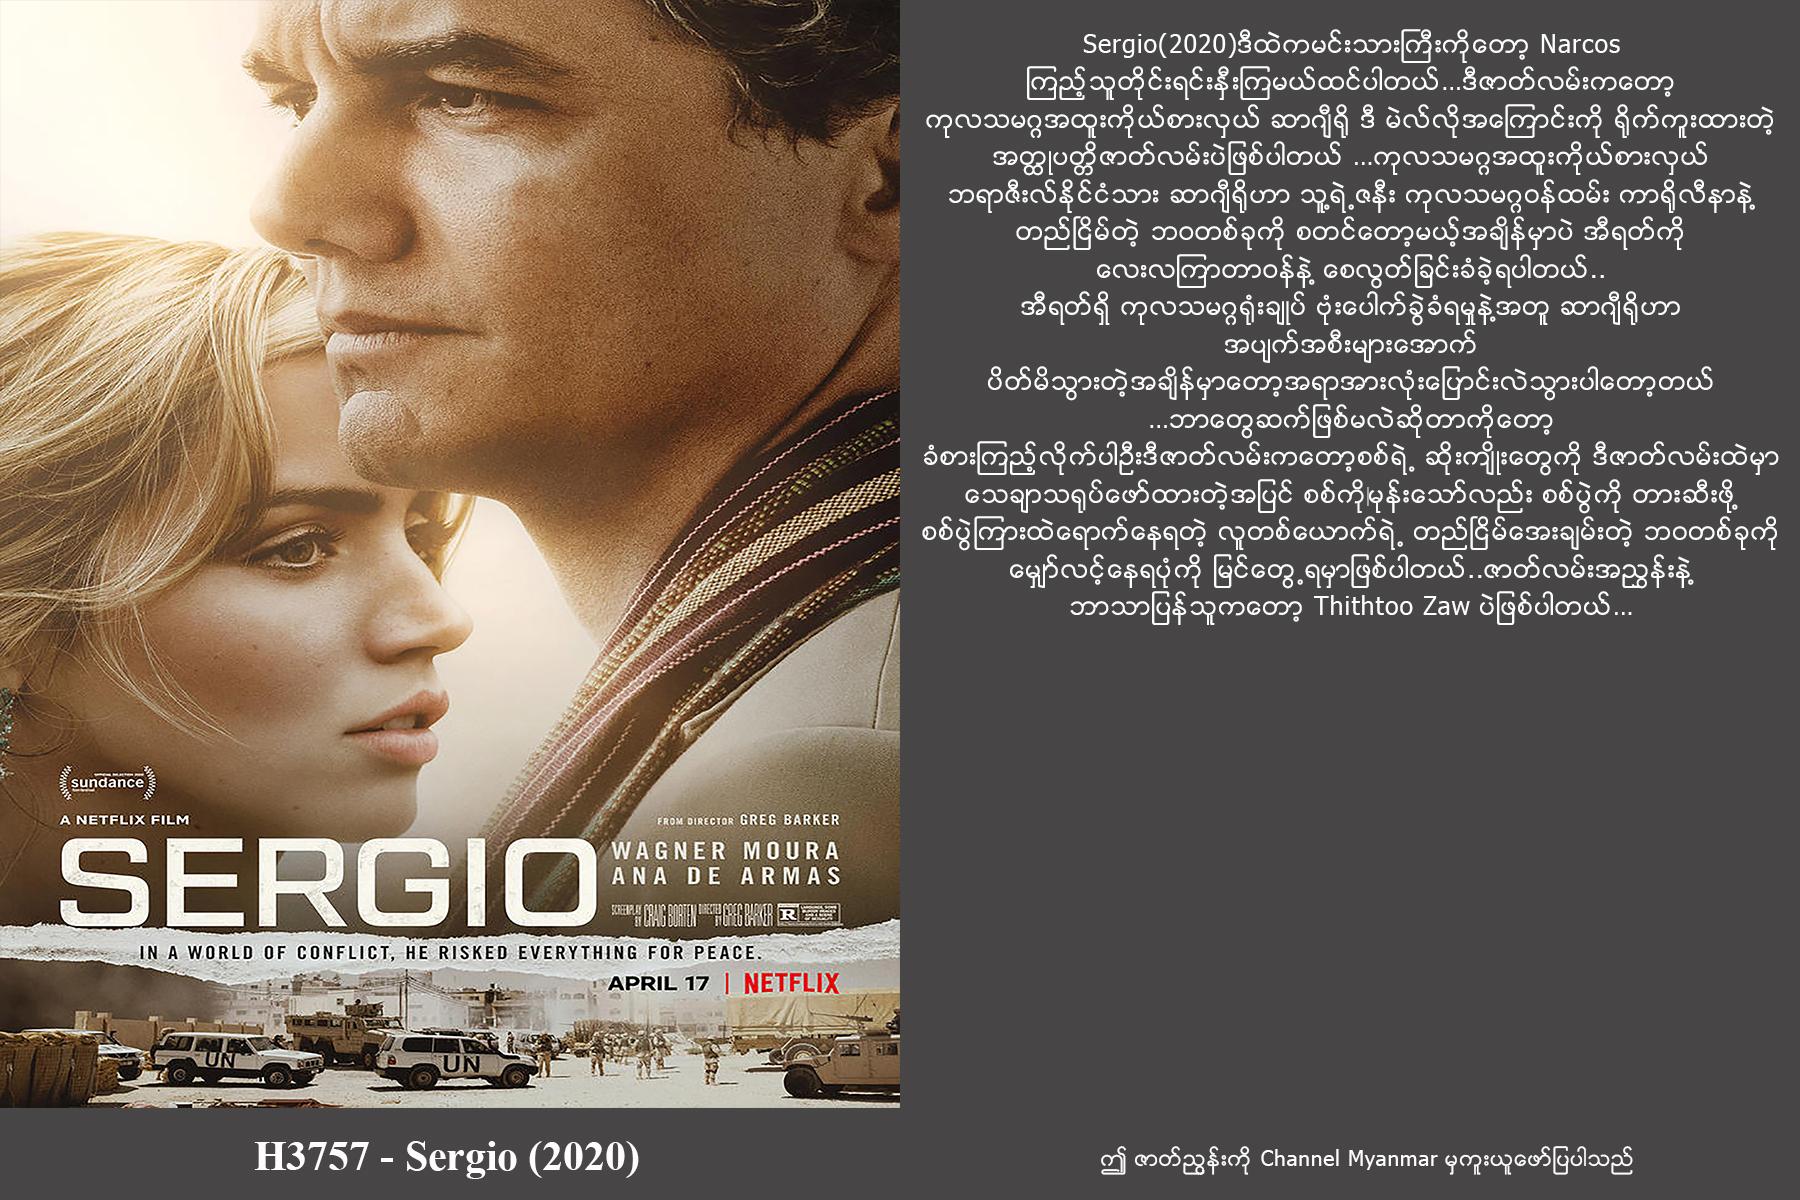 sundance
A NETFLIX FILM
FROM DIRECTOR GREG BARKER
SERGIO
WAGNER MOURA
ANA DE ARMAS
SCREENPLAY BY CRAIG BORTEN DIRECTED BY GREG BARKER
R
IN A WORLD OF CONFLICT, HE RISKED EVERYTHING FOR PEACE.
APRIL 17 | NETFLIX
UN
UN
H3757 - Sergio (2020)
Sergio(2020)ဒီထဲကမင်းသားကြီးကိုတော့ Narcos
ကြည့်သူတိုင်းရင်းနှီးကြမယ်ထင်ပါတယ်...ဒီဇာတ်လမ်းကတော့
ကုလသမဂ္ဂအထူးကိုယ်စားလှယ် ဆာဂျီရို ဒီ မဲလ်လိုအကြောင်းကို ရိုက်ကူးထားတဲ့
အတ္ထုပတ္တိဇာတ်လမ်းပဲဖြစ်ပါတယ် ...ကုလသမဂ္ဂအထူးကိုယ်စားလှယ်
ဘရာဇီးလ်နိုင်ငံသား ဆာဂျီရိုဟာ သူ့ရဲ့ဇနီး ကုလသမဂ္ဂဝန်ထမ်း ကာရိုလီနာနဲ့
တည်ငြိမ်တဲ့ ဘဝတစ်ခုကို စတင်တော့မယ့်အချိန်မှာပဲ အီရတ်ကို
လေးလကြာတာဝန်နဲ့ စေလွတ်ခြင်းခံခဲ့ရပါတယ်..
အီရတ်ရှိ ကုလသမဂ္ဂရုံးချုပ် ဗုံးပေါက်ခွဲခံရမှုနဲ့အတူ ဆာဂျီရိုဟာ
အပျက်အစီးများအောက်
ပိတ်မိသွားတဲ့အချိန်မှာတော့အရာအားလုံးပြောင်းလဲသွားပါတော့တယ်
...ဘာတွေဆက်ဖြစ်မလဲဆိုတာကိုတော့
ခံစားကြည့်လိုက်ပါဦးဒီဇာတ်လမ်းကတော့စစ်ရဲ့ ဆိုးကျိုးတွေကို ဒီဇာတ်လမ်းထဲမှာ
သေချာသရုပ်ဖော်ထားတဲ့အပြင် စစ်ကိုမုန်းသော်လည်း စစ်ပွဲကို တားဆီးဖို့
စစ်ပွဲကြားထဲရောက်နေရတဲ့ လူတစ်ယောက်ရဲ့ တည်ငြိမ်အေးချမ်းတဲ့ ဘဝတစ်ခုကို
မျှော်လင့်နေရပုံကို မြင်တွေ့ရမှာဖြစ်ပါတယ်..ဇာတ်လမ်းအညွှန်းနဲ့
ဘာသာပြန်သူကတော့ Thithtoo Zaw ပဲဖြစ်ပါတယ်...
ဤ ဇာတ်ညွှန်းကို Channel Myanmar မှကူးယူဖော်ပြပါသည်